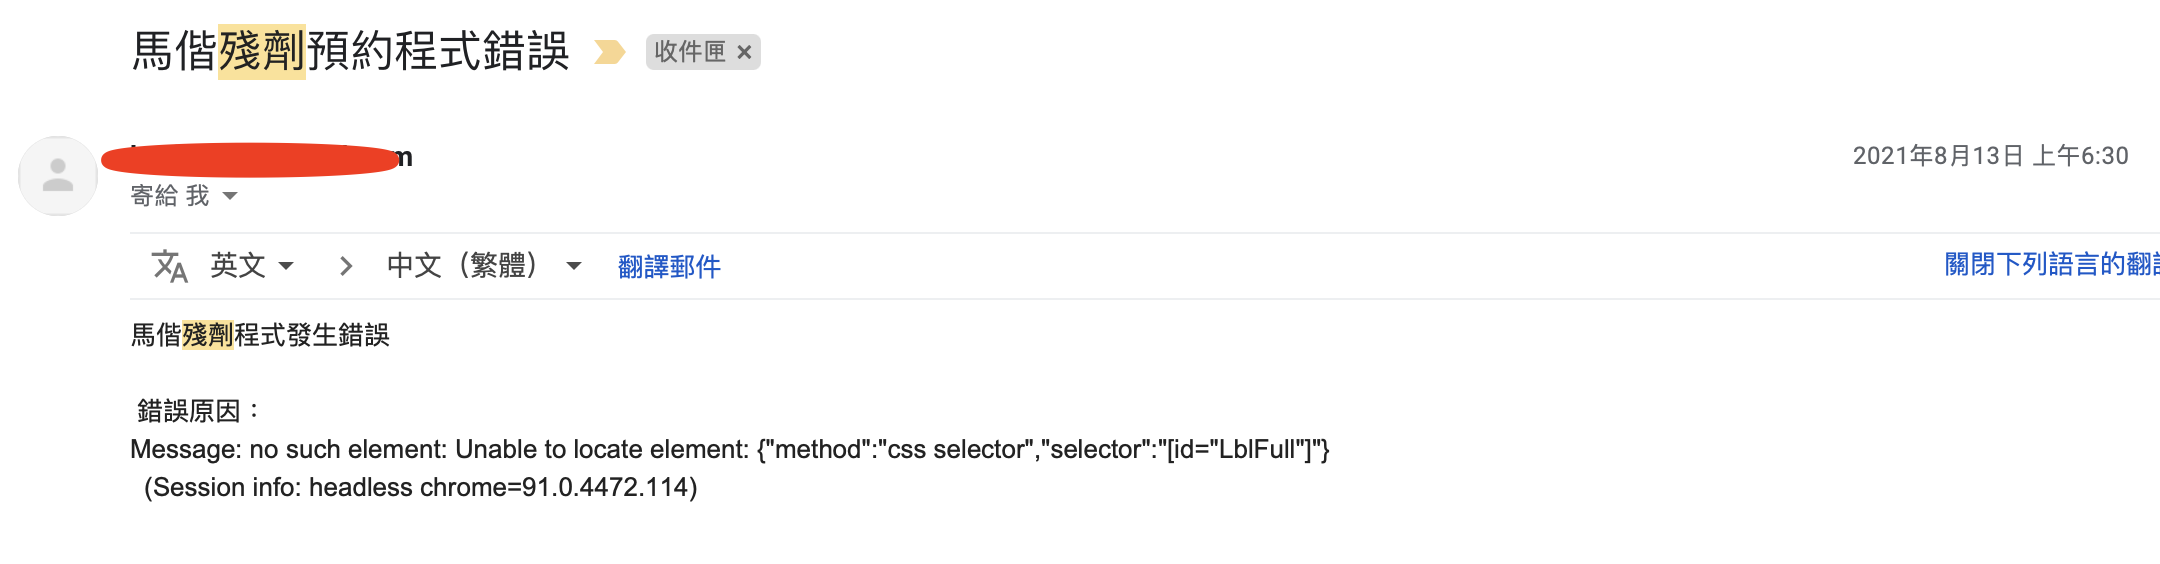 馬偕殘劑預約程式錯誤
收件匣 ×
m
2021年8月13日 上午6:30
寄給 我
英文 > 中文（繁體） 翻譯郵件
關閉下列語言的翻
馬偕殘劑程式發生錯誤
錯誤原因：
Message: no such element: Unable to locate element: {"method":"css selector","selector":"[id="LblFull"]"}
(Session info: headless chrome=91.0.4472.114)